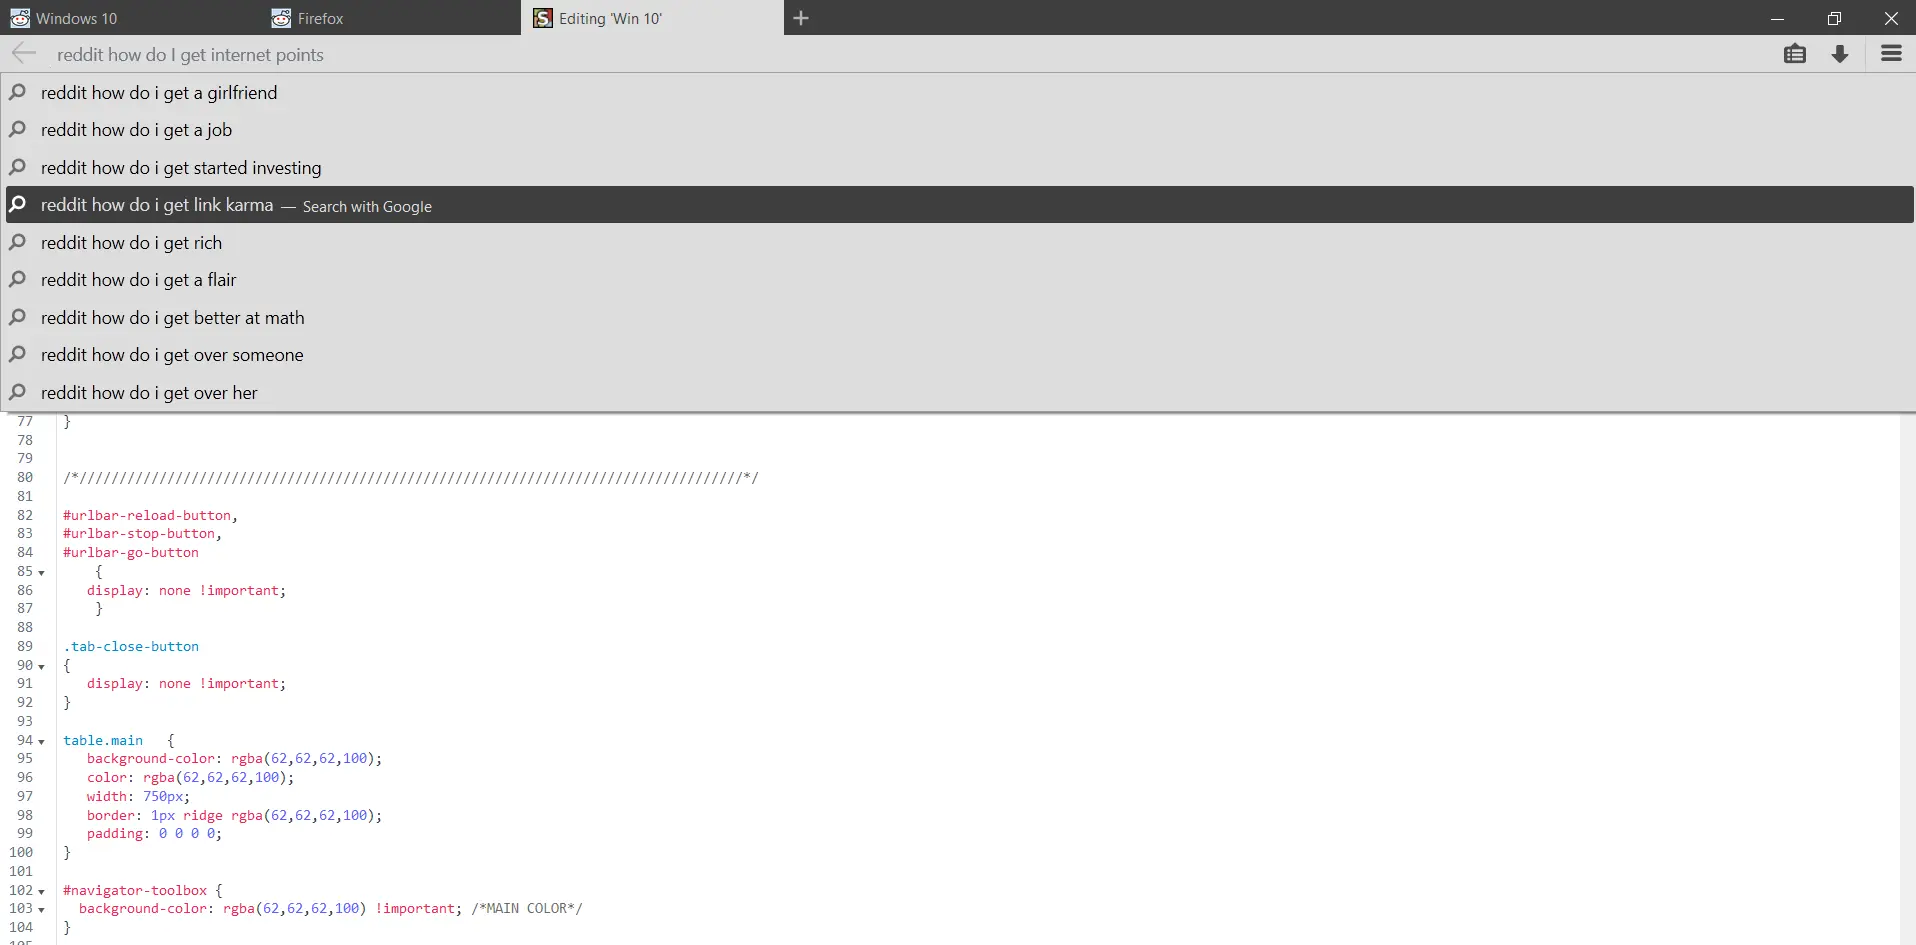 Windows 10
Firefox
Editing 'Win 10'
reddit how do I get internet points
reddit how do i get a girlfriend
reddit how do i get a job
reddit how do i get started investing
reddit how do i get link karma — Search with Google
reddit how do i get rich
reddit how do i get a flair
reddit how do i get better at math
reddit how do i get over someone
reddit how do i get over her
77 }
78
79
80 /*///////////////////////////////////////////////////////////////////////////////////*/
81
82 #urlbar-reload-button,
83 #urlbar-stop-button,
84 #urlbar-go-button
85 {
86 display: none !important;
87 }
88
89 .tab-close-button
90 {
91 display: none !important;
92 }
93
94 table.main {
95 background-color: rgba(62,62,62,100);
96 color: rgba(62,62,62,100);
97 width: 750px;
98 border: 1px ridge rgba(62,62,62,100);
99 padding: 0 0 0 0;
100 }
101
102 #navigator-toolbox {
103 background-color: rgba(62,62,62,100) !important; /*MAIN COLOR*/
104 }